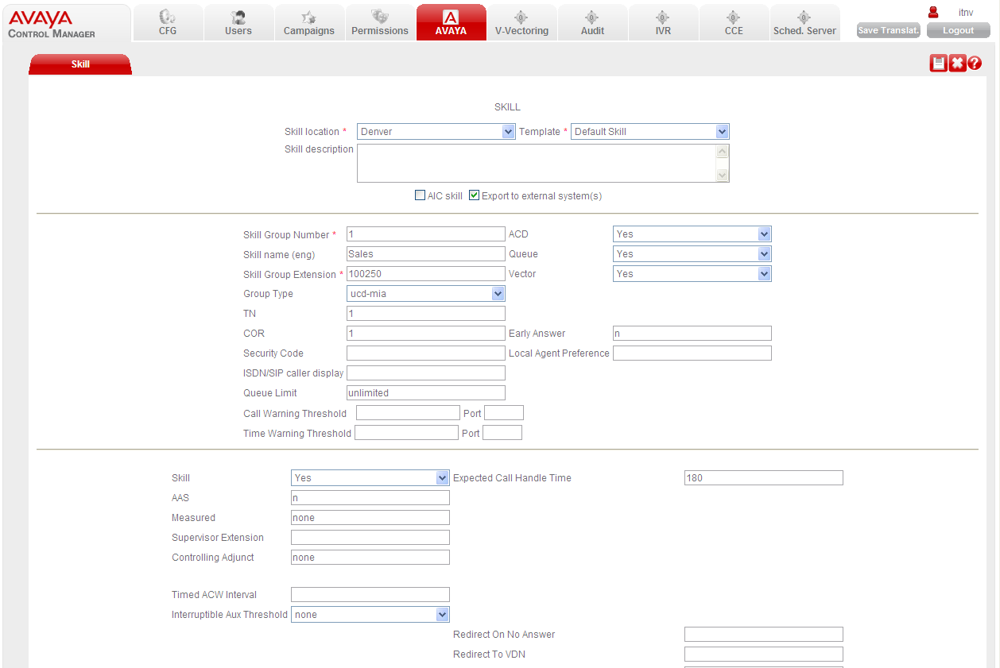 AVAYA
CONTROL MANAGER
CFG
Users
Campaigns
Permissions
AVAYA
V-Vectoring
Audit
IVR
CCE
Sched. Server
itnv
Save Translat.
Logout
Skill
SKILL
Skill location * Denver Template * Default Skill
Skill description
AIC skill Export to external system(s)
Skill Group Number * 1 ACD Yes
Skill name (eng) Sales Queue Yes
Skill Group Extension * 100250 Vector Yes
Group Type ucd-mia
TN 1
COR 1 Early Answer n
Security Code Local Agent Preference
ISDN/SIP caller display
Queue Limit unlimited
Call Warning Threshold Port
Time Warning Threshold Port
Skill Yes Expected Call Handle Time 180
AAS n
Measured none
Supervisor Extension
Controlling Adjunct none
Timed ACW Interval
Interruptible Aux Threshold none
Redirect On No Answer
Redirect To VDN